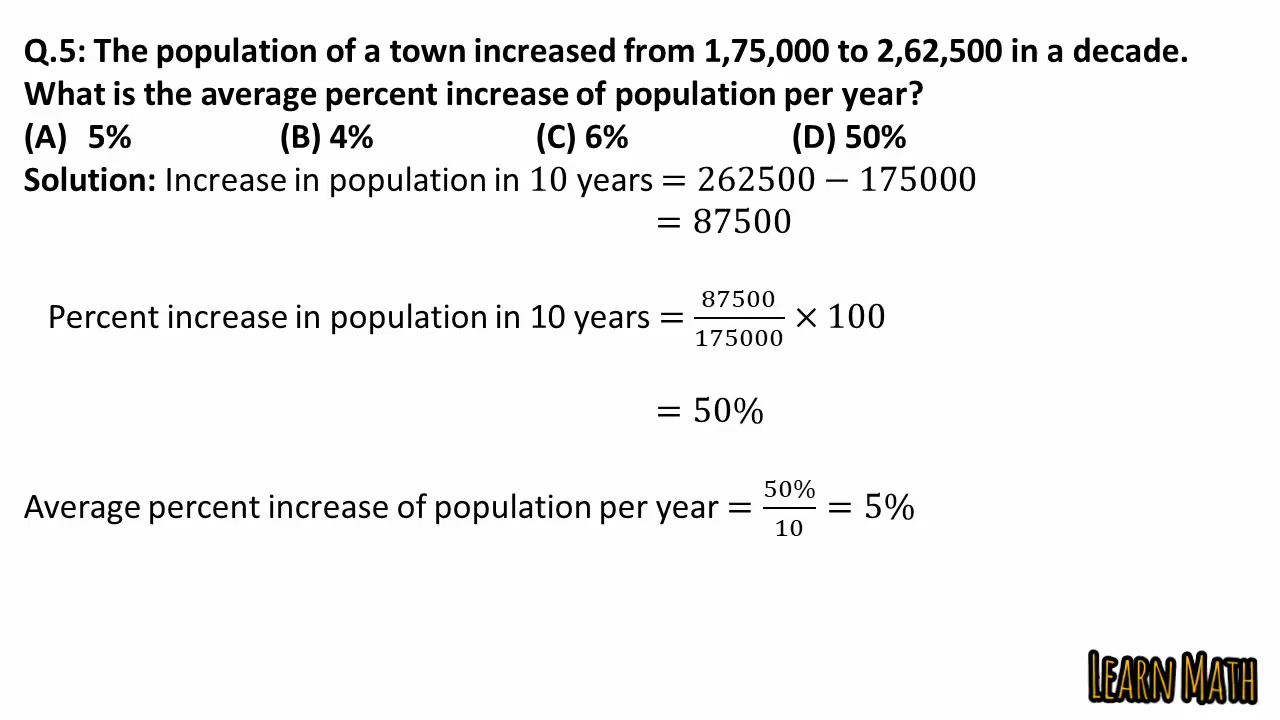 Q.5: The population of a town increased from 1,75,000 to 2,62,500 in a decade.
What is the average percent increase of population per year?
(A) 5% (B) 4% (C) 6% (D) 50%
Solution: Increase in population in 10 years = 262500 − 175000
= 87500
Percent increase in population in 10 years = 87500/175000 × 100
= 50%
Average percent increase of population per year = 50%/10 = 5%
LEARN MATH